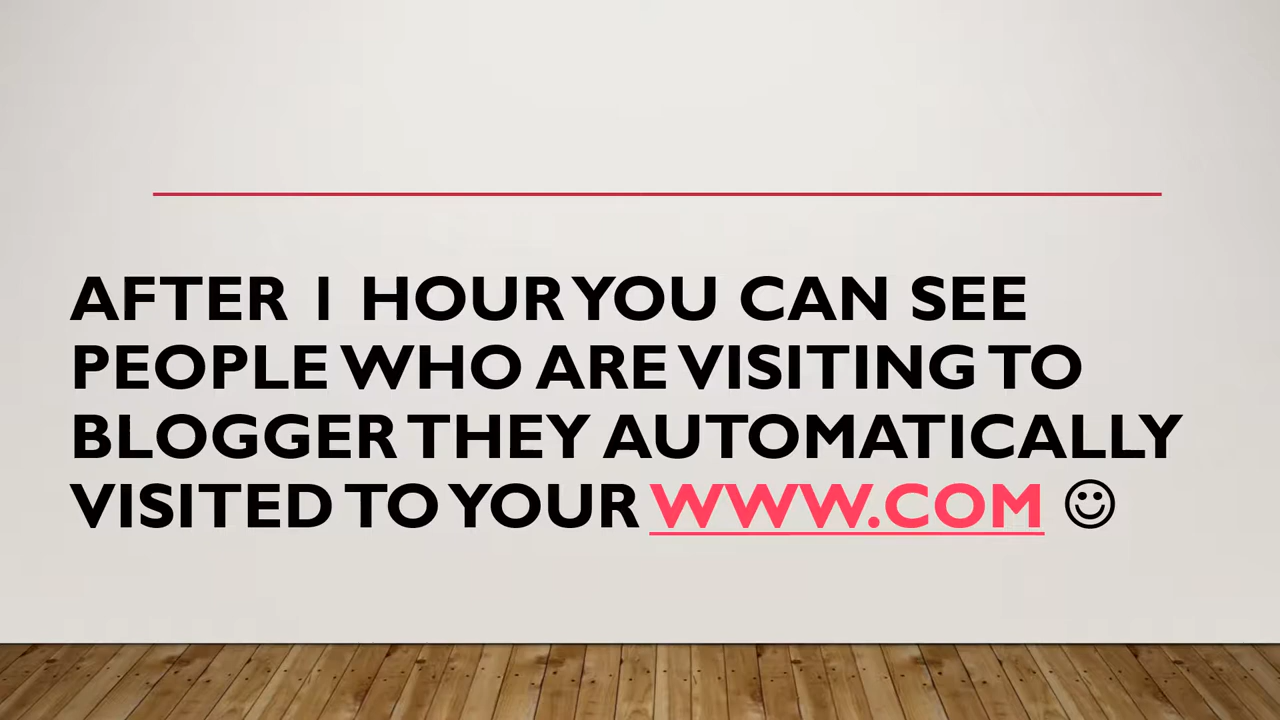 AFTER 1 HOUR YOU CAN SEE
PEOPLE WHO ARE VISITING TO
BLOGGER THEY AUTOMATICALLY
VISITED TO YOUR WWW.COM ☺